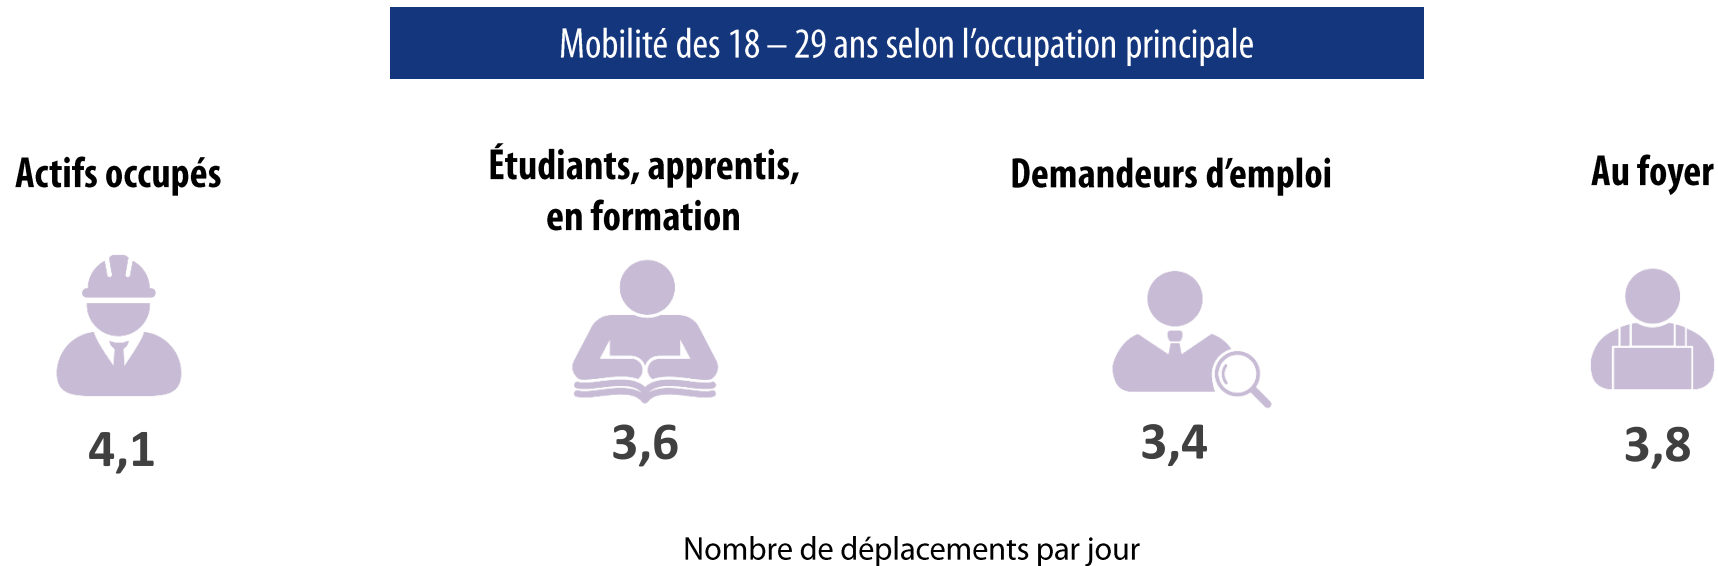 Mobilité des 18 – 29 ans selon l’occupation principale
Actifs occupés
Étudiants, apprentis,
en formation
Demandeurs d’emploi
Au foyer
4,1
3,6
3,4
3,8
Nombre de déplacements par jour